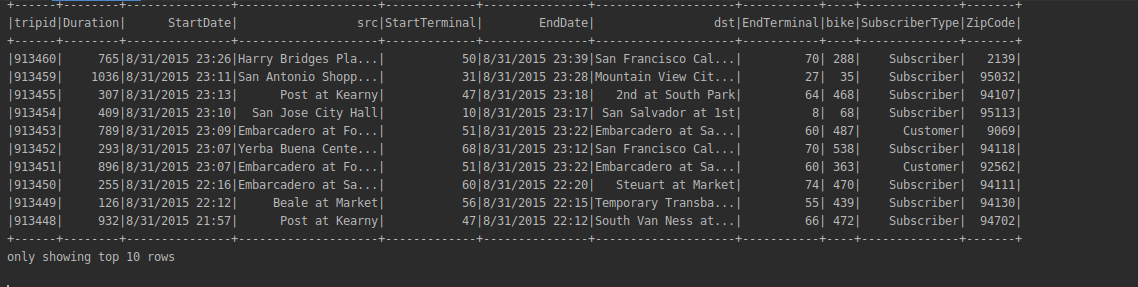 +------+--------+---------------+--------------------+-------------+---------------+--------------------+-----------+----+--------------+-------+
|tripid|Duration|      StartDate|                 src|StartTerminal|        EndDate|                 dst|EndTerminal|bike|SubscriberType|ZipCode|
+------+--------+---------------+--------------------+-------------+---------------+--------------------+-----------+----+--------------+-------+
|913460|     765|8/31/2015 23:26|Harry Bridges Pla...|           50|8/31/2015 23:39|San Francisco Cal...|         70| 288|    Subscriber|   2139|
|913459|    1036|8/31/2015 23:11|San Antonio Shopp...|           31|8/31/2015 23:28|Mountain View Cit...|         27|  35|    Subscriber|  95032|
|913455|     307|8/31/2015 23:13|      Post at Kearny|           47|8/31/2015 23:18|   2nd at South Park|         64| 468|    Subscriber|  94107|
|913454|     409|8/31/2015 23:10|  San Jose City Hall|           10|8/31/2015 23:17| San Salvador at 1st|          8|  68|    Subscriber|  95113|
|913453|     789|8/31/2015 23:09|Embarcadero at Fo...|           51|8/31/2015 23:22|Embarcadero at Sa...|         60| 487|      Customer|   9069|
|913452|     293|8/31/2015 23:07|Yerba Buena Cente...|           68|8/31/2015 23:12|San Francisco Cal...|         70| 538|    Subscriber|  94118|
|913451|     896|8/31/2015 23:07|Embarcadero at Fo...|           51|8/31/2015 23:22|Embarcadero at Sa...|         60| 363|      Customer|  92562|
|913450|     255|8/31/2015 22:16|Embarcadero at Sa...|           60|8/31/2015 22:20|   Steuart at Market|         74| 470|    Subscriber|  94111|
|913449|     126|8/31/2015 22:12|     Beale at Market|           56|8/31/2015 22:15|Temporary Transba...|         55| 439|    Subscriber|  94130|
|913448|     932|8/31/2015 21:57|      Post at Kearny|           47|8/31/2015 22:12|South Van Ness at...|         66| 472|    Subscriber|  94702|
+------+--------+---------------+--------------------+-------------+---------------+--------------------+-----------+----+--------------+-------+
only showing top 10 rows